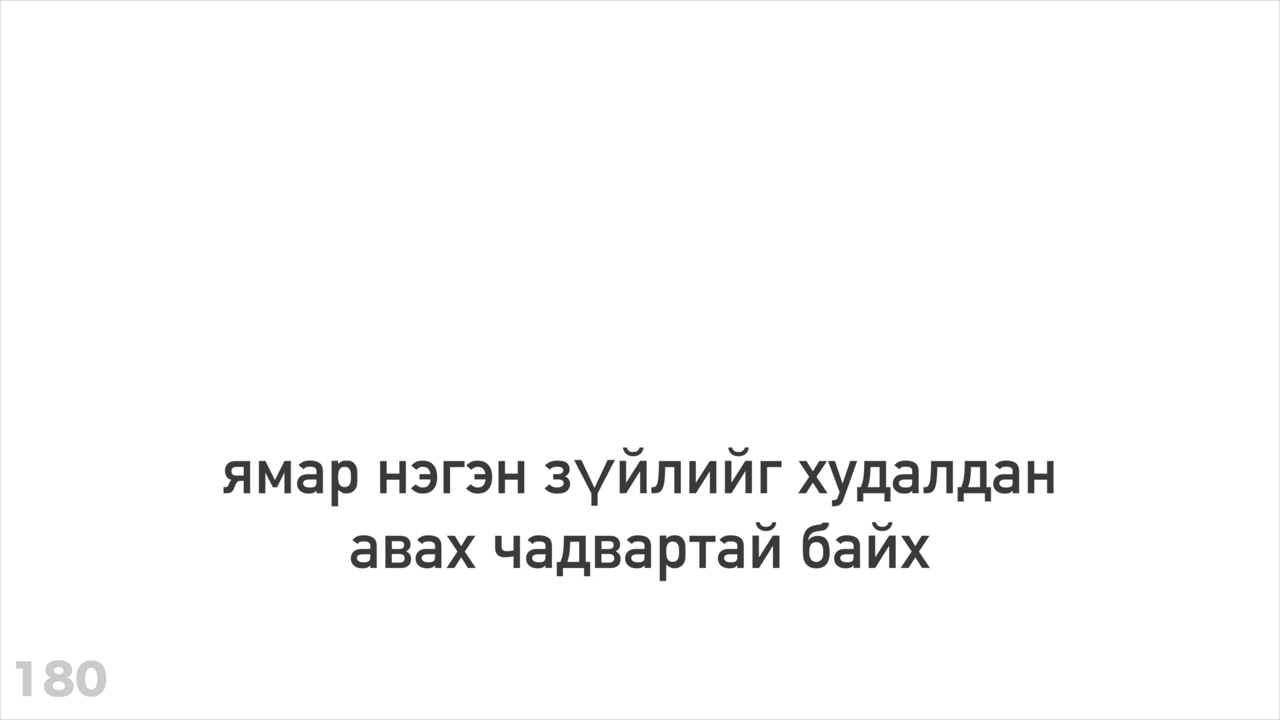 ямар нэгэн зүйлийг худалдан
авах чадвартай байх
180